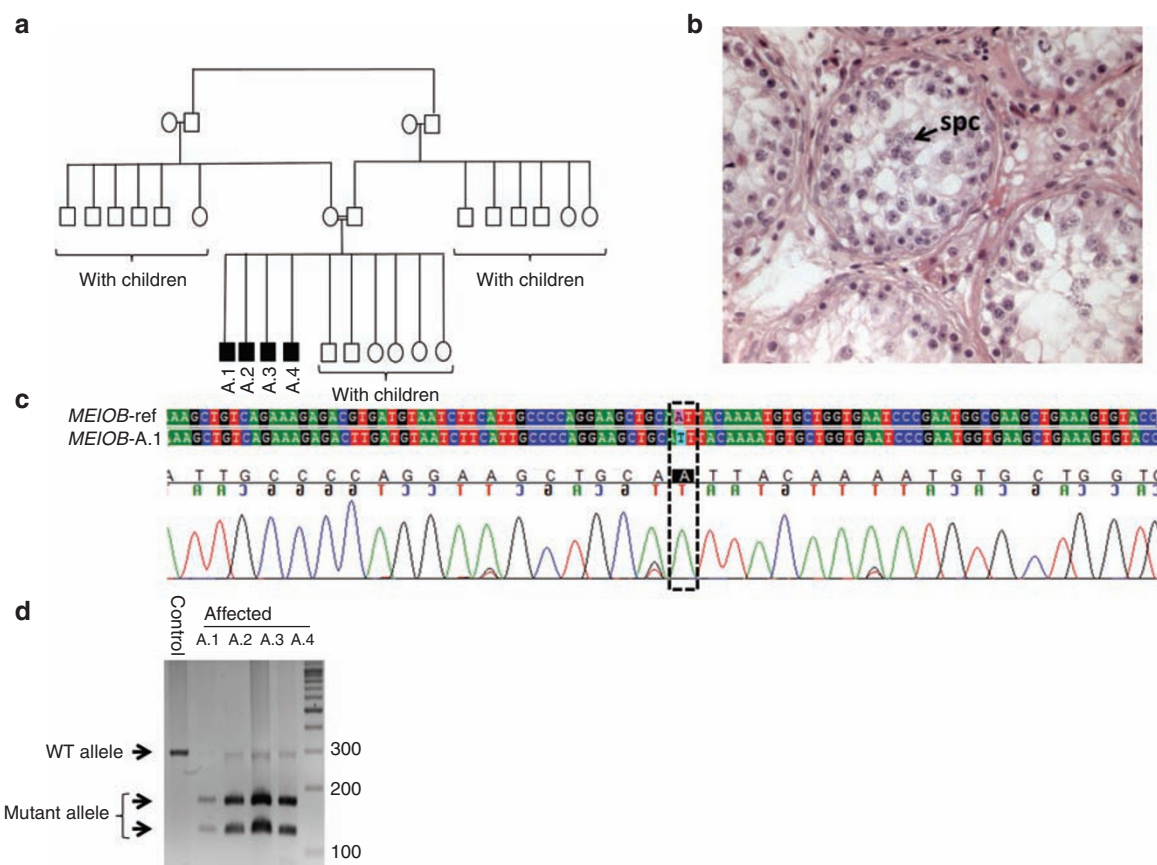 a
With children
With children
A.1
A.2
A.3
A.4
With children
b
spc
c
MEIOB-ref
MEIOB-A.1
A T T G C C C C A G G A A G C T G C A A T T A C A A A A T G T G C T G G T
d
Control
Affected
A.1 A.2 A.3 A.4
WT allele
Mutant allele
300
200
100